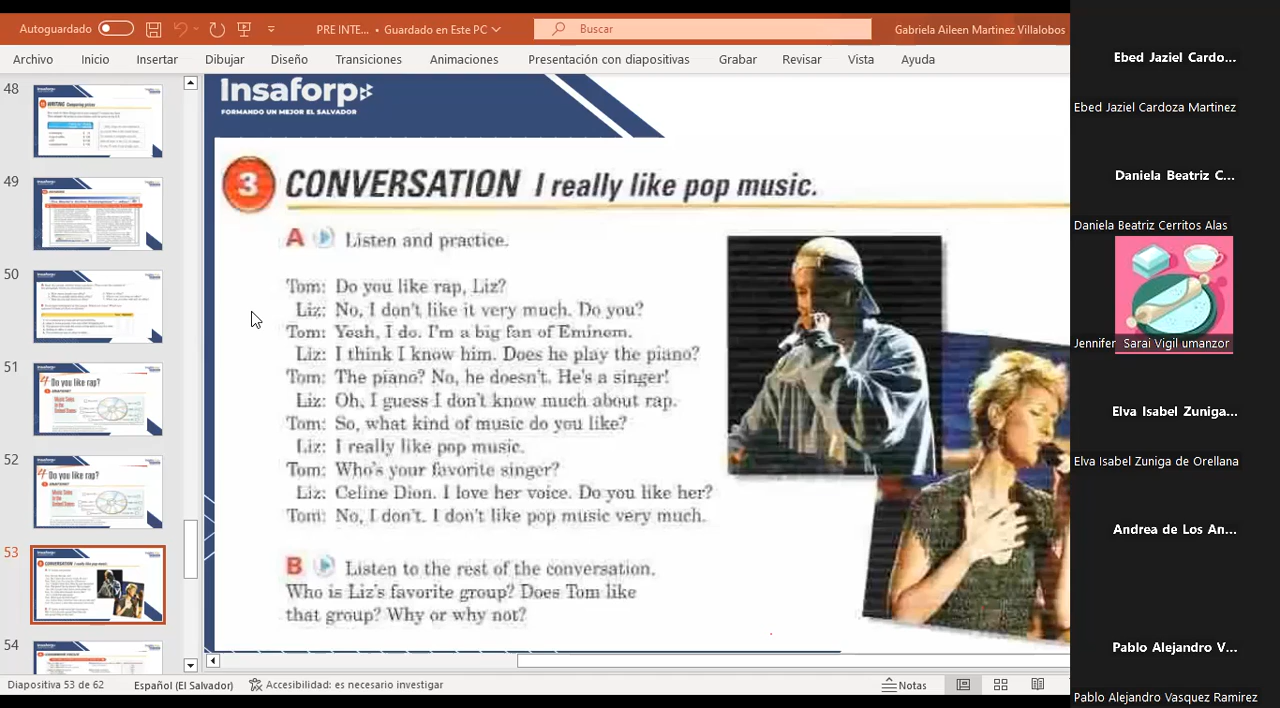 Autoguardado
PRE INTE... • Guardado en Este PC
Buscar
Gabriela Aileen Martinez Villalobos
Archivo Inicio Insertar Dibujar Diseño Transiciones Animaciones Presentación con diapositivas Grabar Revisar Vista Ayuda
48
49
50
51
4 Do you like rap?
52
4 Do you like rap?
53
54
Insaforp
FORMANDO UN MEJOR EL SALVADOR
3 CONVERSATION I really like pop music.
A Listen and practice.
Tom: Do you like rap, Liz?
Liz: No, I don't like it very much. Do you?
Tom: Yeah, I do. I'm a big fan of Eminem.
Liz: I think I know him. Does he play the piano?
Tom: The piano? No, he doesn't. He's a singer!
Liz: Oh, I guess I don't know much about rap.
Tom: So, what kind of music do you like?
Liz: I really like pop music.
Tom: Who's your favorite singer?
Liz: Celine Dion. I love her voice. Do you like her?
Tom: No, I don't. I don't like pop music very much.
B Listen to the rest of the conversation.
Who is Liz's favorite group? Does Tom like
that group? Why or why not?
Diapositiva 53 de 62 Español (El Salvador) Accesibilidad: es necesario investigar Notas
Ebed Jaziel Cardo...
Ebed Jaziel Cardoza Martinez
Daniela Beatriz C...
Daniela Beatriz Cerritos Alas
Jennifer Sarai Vigil umanzor
Elva Isabel Zuniga...
Elva Isabel Zuniga de Orellana
Andrea de Los An...
Pablo Alejandro V...
Pablo Alejandro Vasquez Ramirez